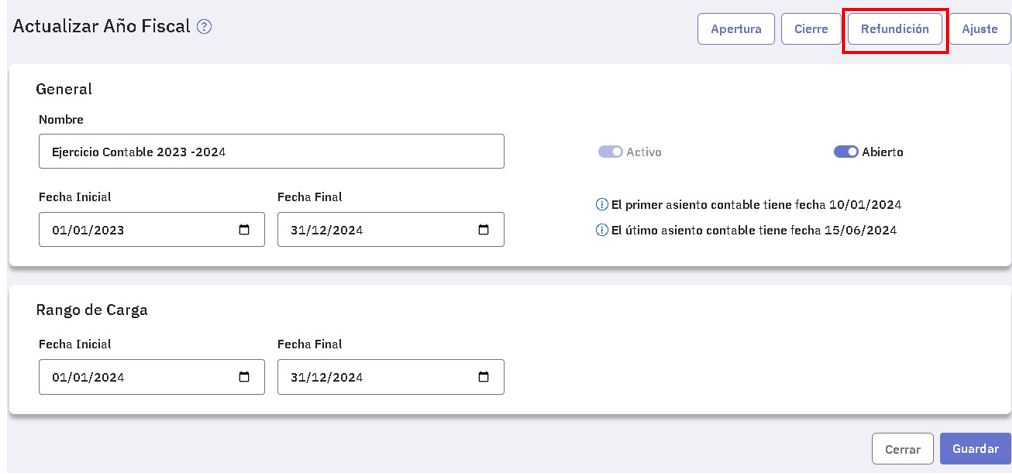 Actualizar Año Fiscal ?
Apertura Cierre Refundición Ajuste
General
Nombre
Ejercicio Contable 2023 -2024
Activo Abierto
Fecha Inicial Fecha Final
01/01/2023 31/12/2024
El primer asiento contable tiene fecha 10/01/2024
El útimo asiento contable tiene fecha 15/06/2024
Rango de Carga
Fecha Inicial Fecha Final
01/01/2024 31/12/2024
Cerrar Guardar